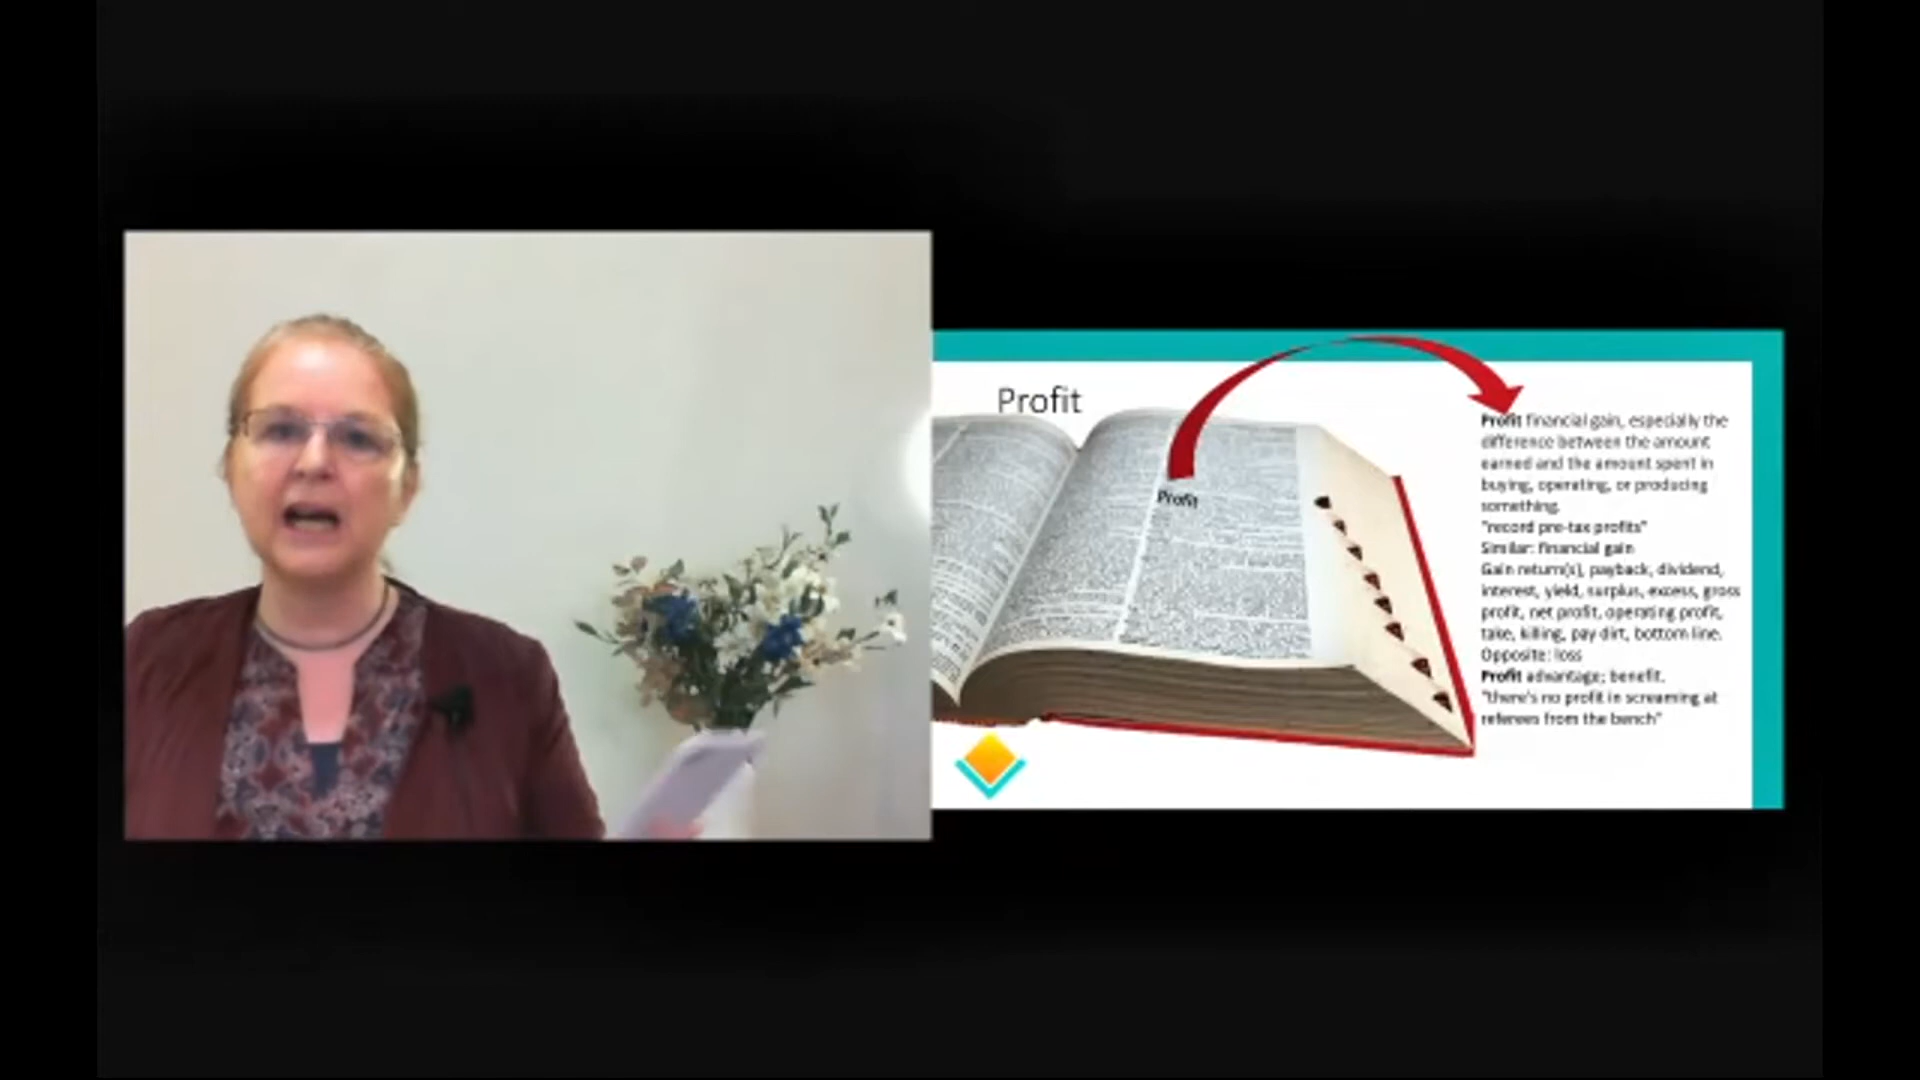 Profit
Profit
Profit financial gain, especially the
difference between the amount
earned and the amount spent in
buying, operating, or producing
something.
"record pre-tax profits"
Similar: financial gain
Gain return(s), payback, dividend,
interest, yield, surplus, excess, gross
profit, net profit, operating profit,
take, killing, pay dirt, bottom line.
Opposite: loss
Profit advantage; benefit.
"there's no profit in screaming at
referees from the bench"